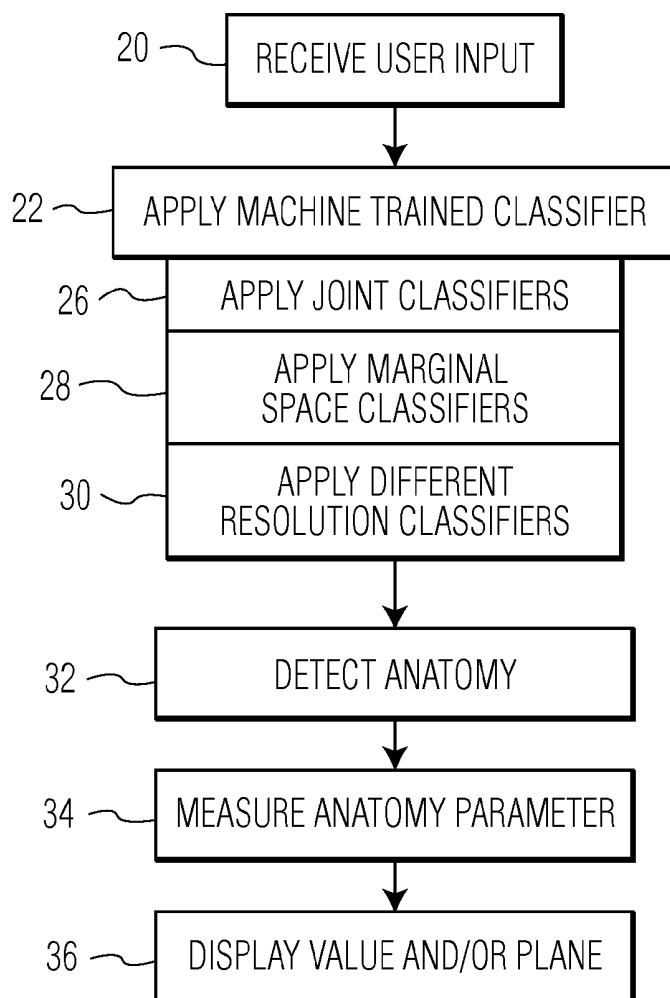 20
RECEIVE USER INPUT
22
APPLY MACHINE TRAINED CLASSIFIER
26
APPLY JOINT CLASSIFIERS
28
APPLY MARGINAL
SPACE CLASSIFIERS
30
APPLY DIFFERENT
RESOLUTION CLASSIFIERS
32
DETECT ANATOMY
34
MEASURE ANATOMY PARAMETER
36
DISPLAY VALUE AND/OR PLANE